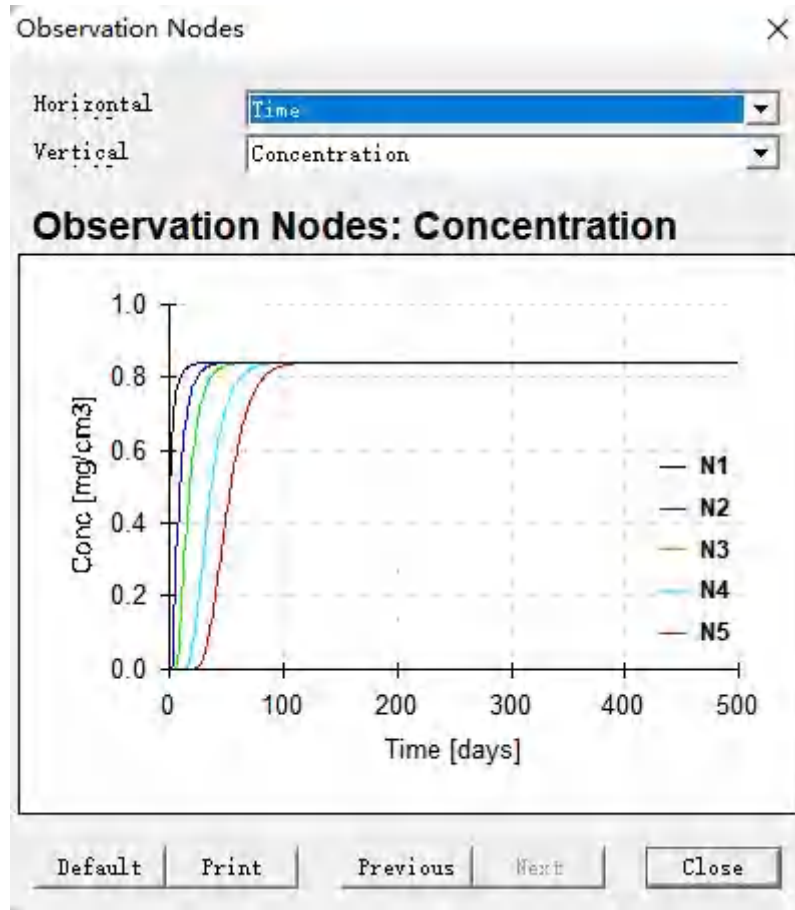 Observation Nodes
Horizontal Time
Vertical Concentration
Observation Nodes: Concentration
1.0
0.8
0.6
0.4
0.2
0.0
Conc [mg/cm3]
N1
N2
N3
N4
N5
0 100 200 300 400 500
Time [days]
Default Print Previous Next Close